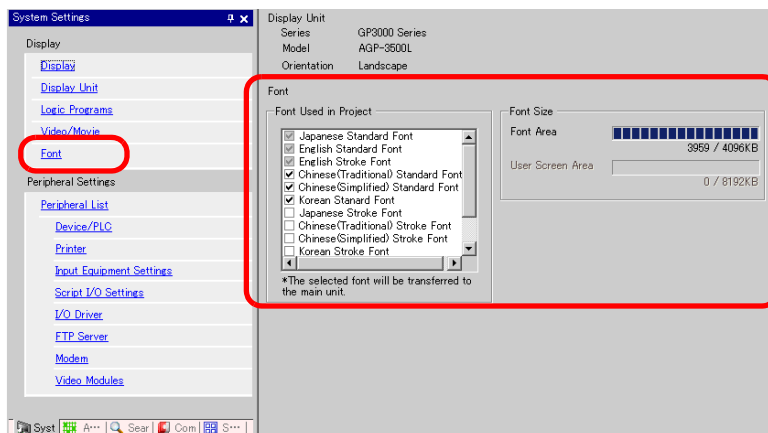 System Settings
Display
Display
Display Unit
Logic Programs
Video/Movie
Font
Peripheral Settings
Peripheral List
Device/PLC
Printer
Input Equipment Settings
Script I/O Settings
I/O Driver
FTP Server
Modem
Video Modules
Syst A… Sear Com S…
Display Unit
Series GP3000 Series
Model AGP-3500L
Orientation Landscape
Font
Font Used in Project
Japanese Standard Font
English Standard Font
English Stroke Font
Chinese(Traditional) Standard Font
Chinese(Simplified) Standard Font
Korean Stanard Font
Japanese Stroke Font
Chinese(Traditional) Stroke Font
Chinese(Simplified) Stroke Font
Korean Stroke Font
*The selected font will be transferred to
the main unit.
Font Size
Font Area
3959 / 4096KB
User Screen Area
0 / 8192KB